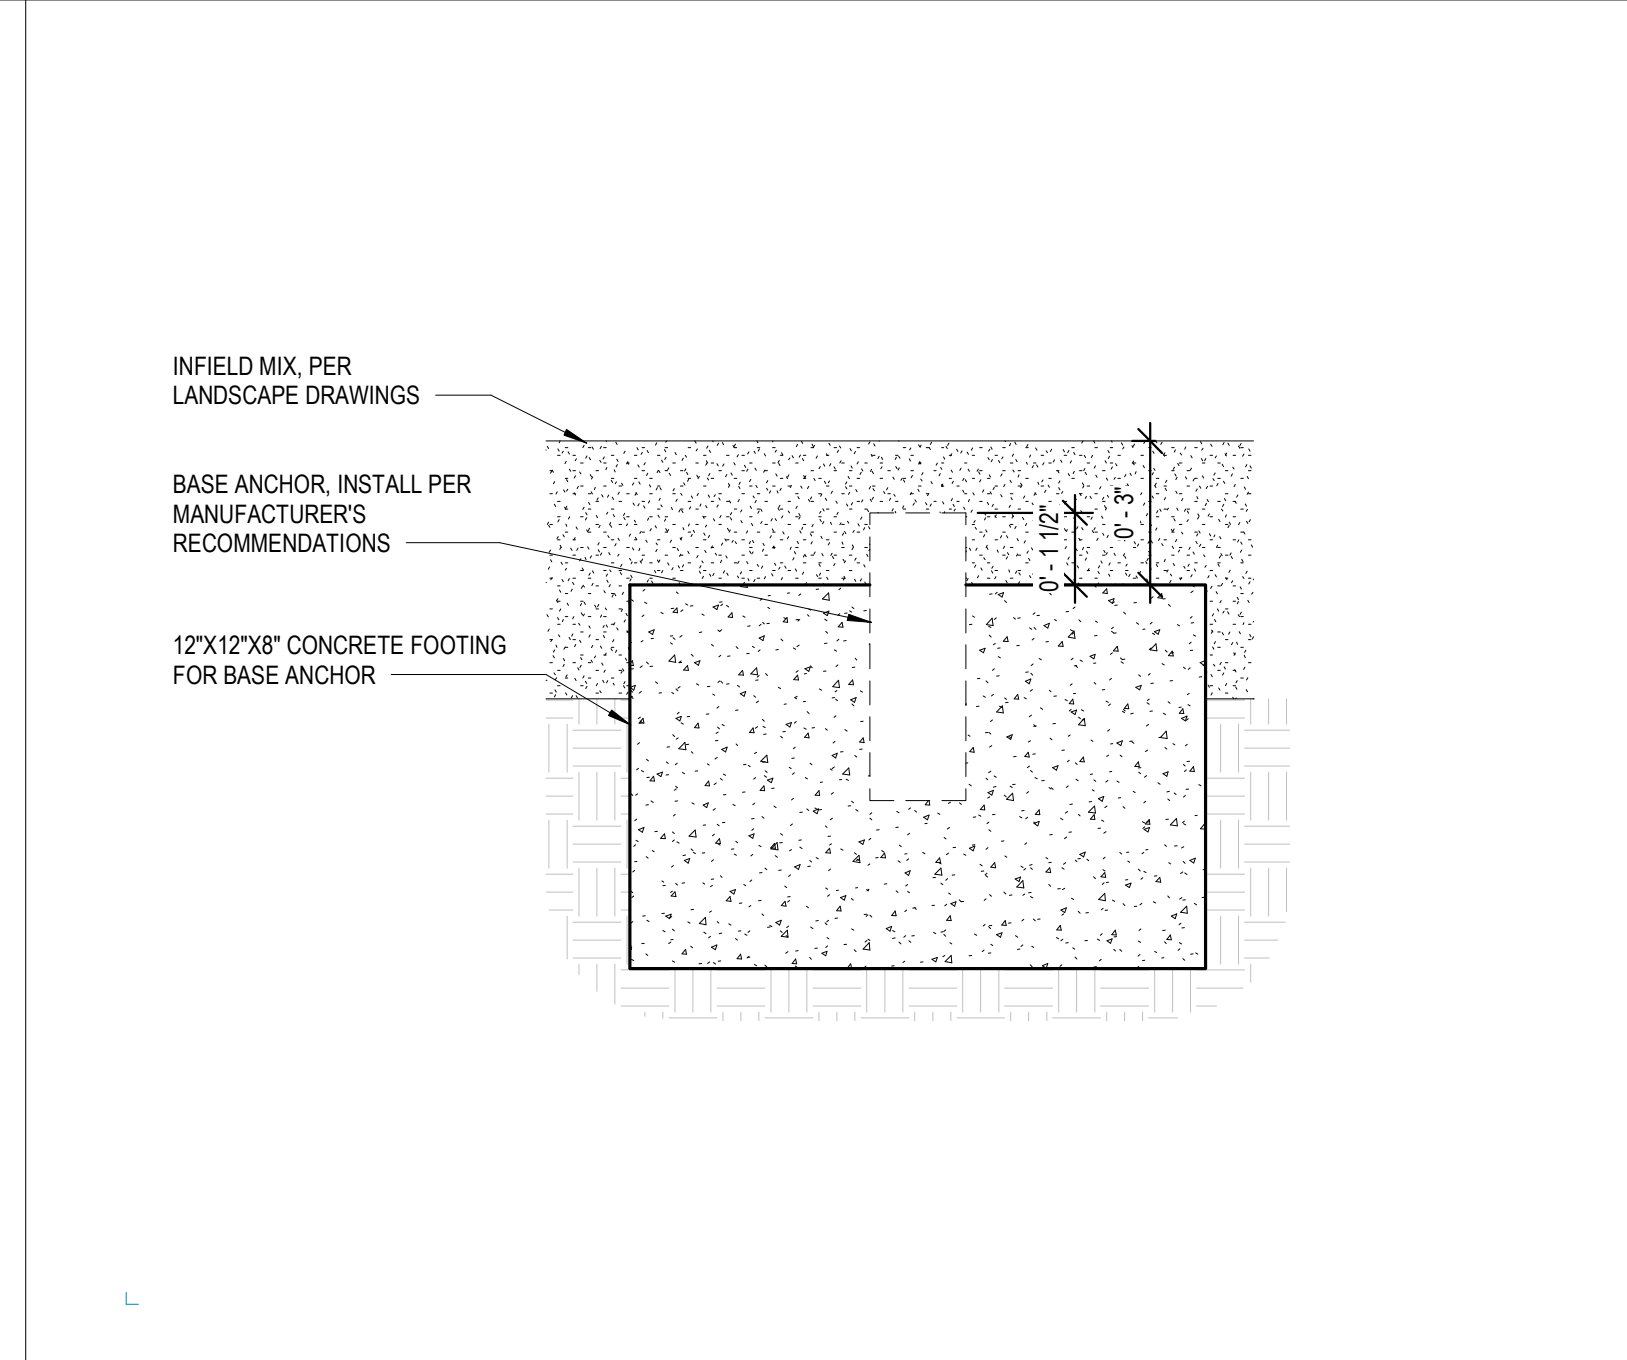 INFIELD MIX, PER
LANDSCAPE DRAWINGS
BASE ANCHOR, INSTALL PER
MANUFACTURER'S
RECOMMENDATIONS
12"X12"X8" CONCRETE FOOTING
FOR BASE ANCHOR
0' - 1 1/2"
0' - 3"